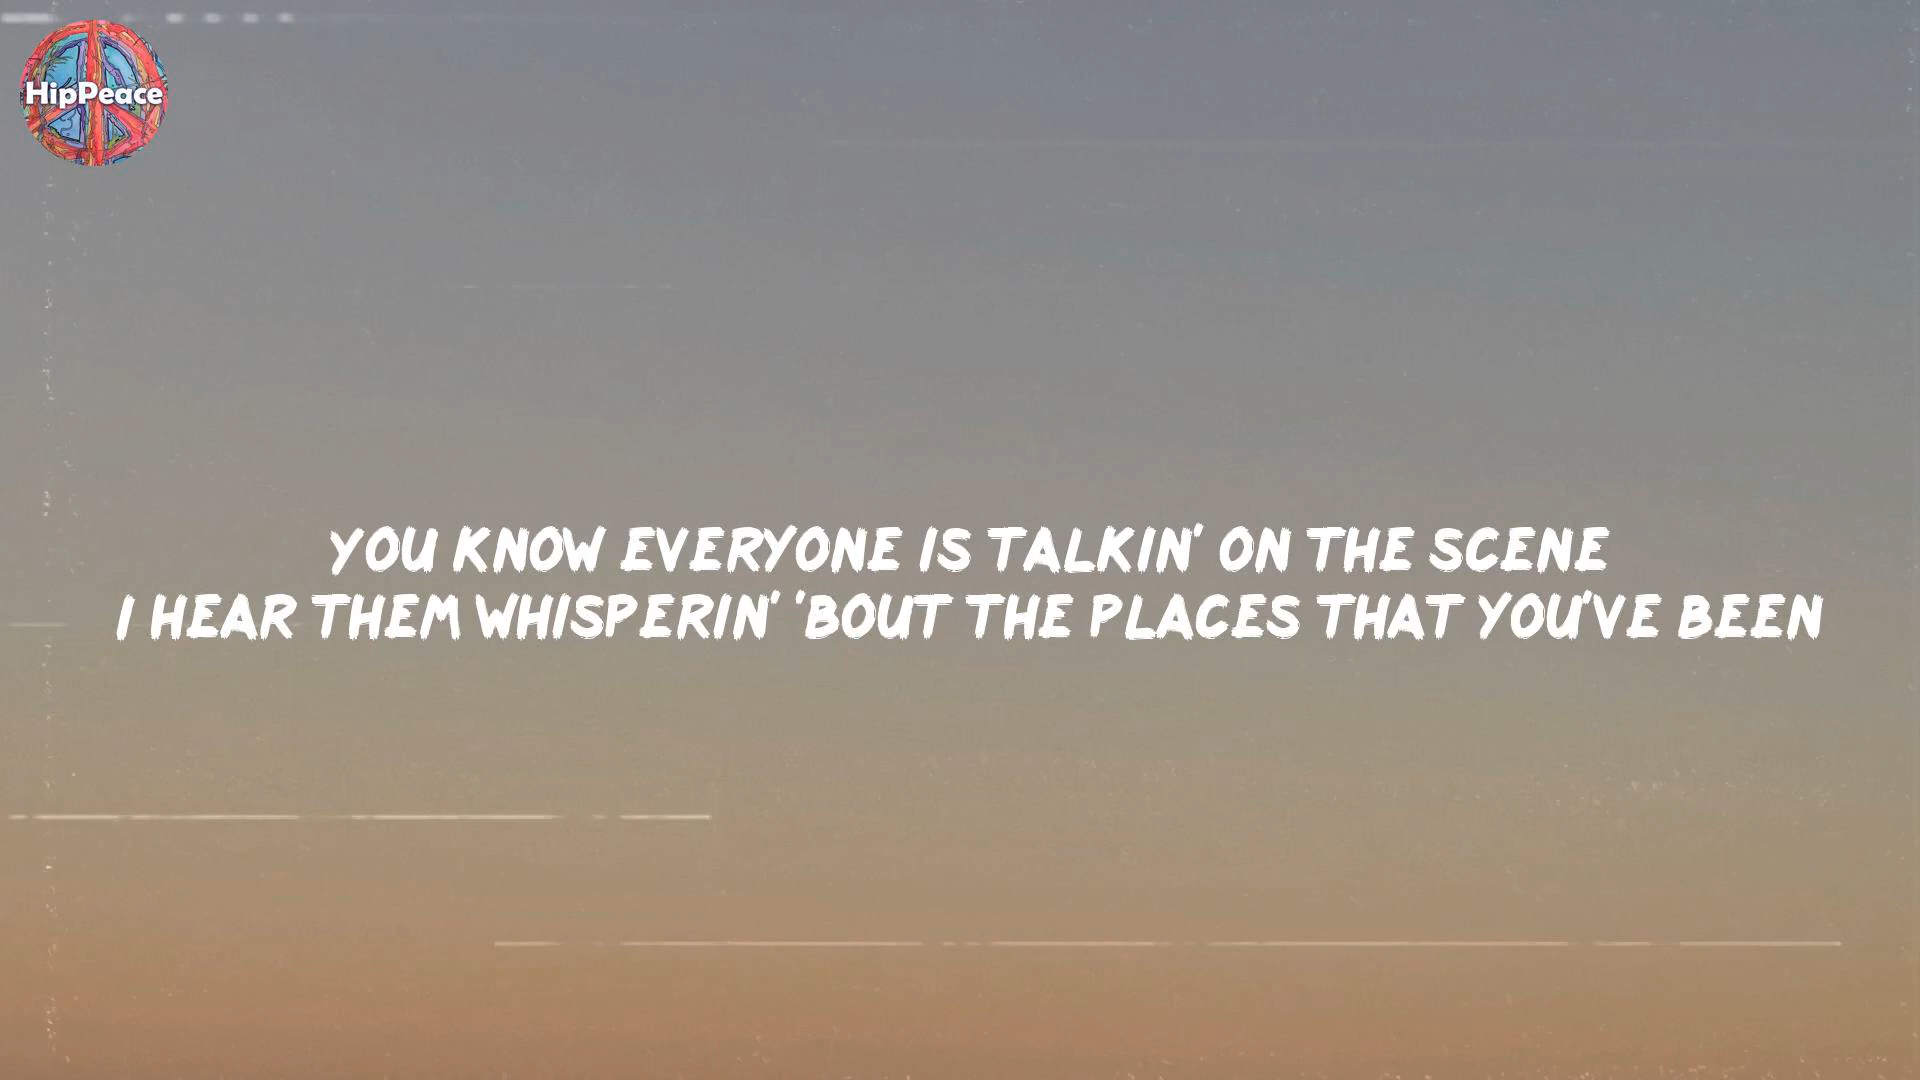 HipPeace
YOU KNOW EVERYONE IS TALKIN' ON THE SCENE
I HEAR THEM WHISPERIN' 'BOUT THE PLACES THAT YOU'VE BEEN